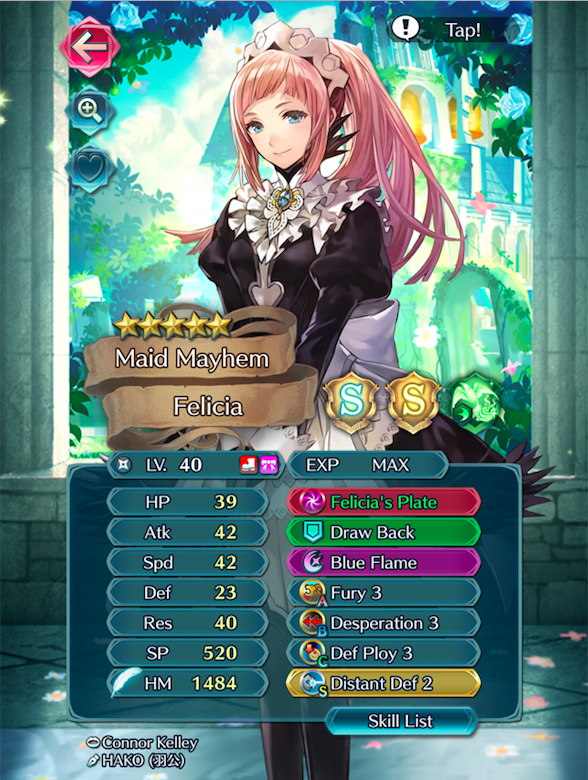 Tap!
Maid Mayhem
Felicia
S S
LV. 40 EXP MAX
HP 39
Felicia's Plate
Atk 42
Draw Back
Spd 42
Blue Flame
Def 23
Fury 3 A
Res 40
Desperation 3 B
SP 520
Def Ploy 3 C
HM 1484
Distant Def 2 S
Skill List
Connor Kelley
HAKO (羽公)